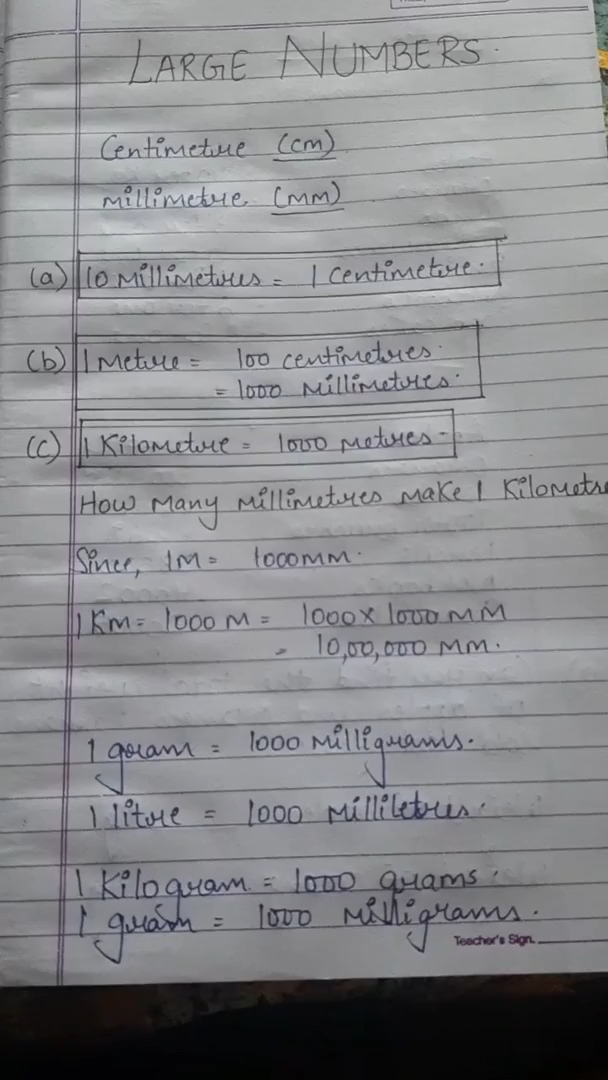 LARGE NUMBERS.
Centimetre (cm)
millimetre (mm)
(a) 10 Millimetres = 1 centimetre.
(b) 1 Metre = 100 centimetres.
= 1000 Millimetres.
(c) 1 Kilometre = 1000 Metres.
How Many Millimetres Make 1 Kilometre
Since, 1M = 1000MM.
1 KM = 1000 M = 1000 x 1000 MM
= 10,00,000 MM.
1 gram = 1000 Milligrams.
1 litre = 1000 Milliletres.
1 Kilogram = 1000 grams.
1 gram = 1000 Milligrams.
Teacher's Sign.